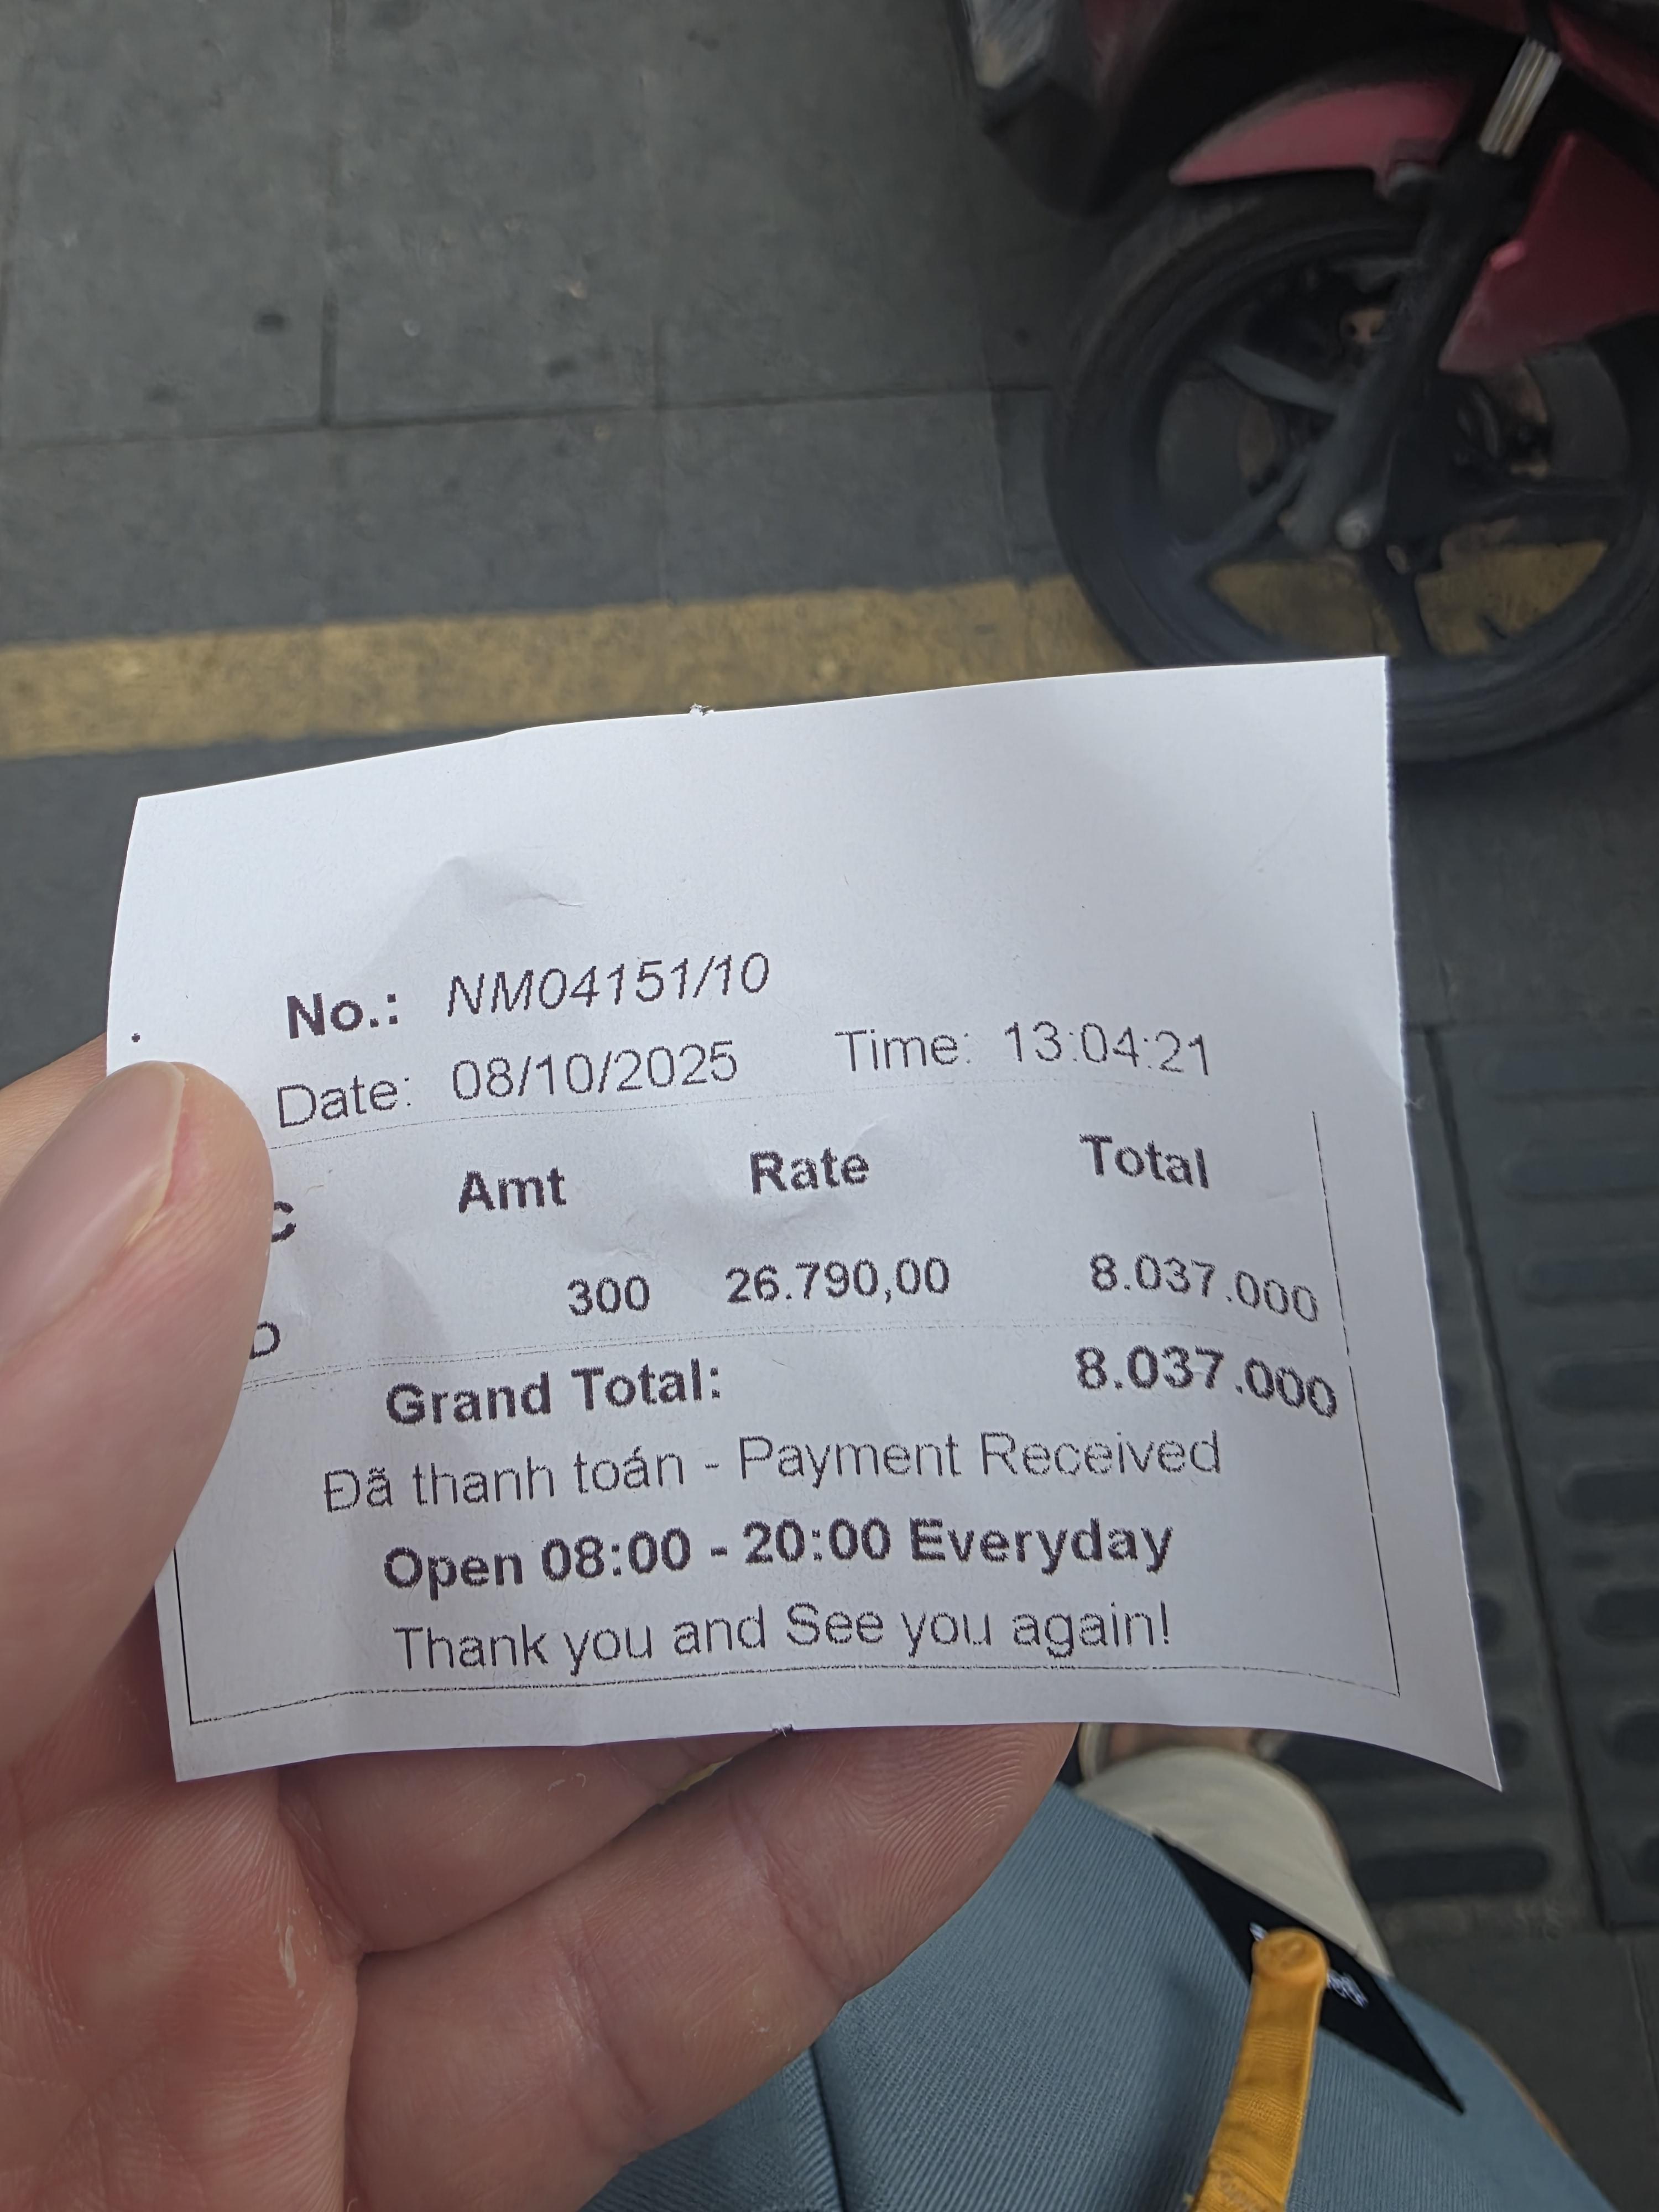 No.: NM04151/10
Date: 08/10/2025 Time: 13:04:21
C Amt Rate Total
D 300 26.790,00 8.037.000
Grand Total: 8.037.000
Đã thanh toán - Payment Received
Open 08:00 - 20:00 Everyday
Thank you and See you again!